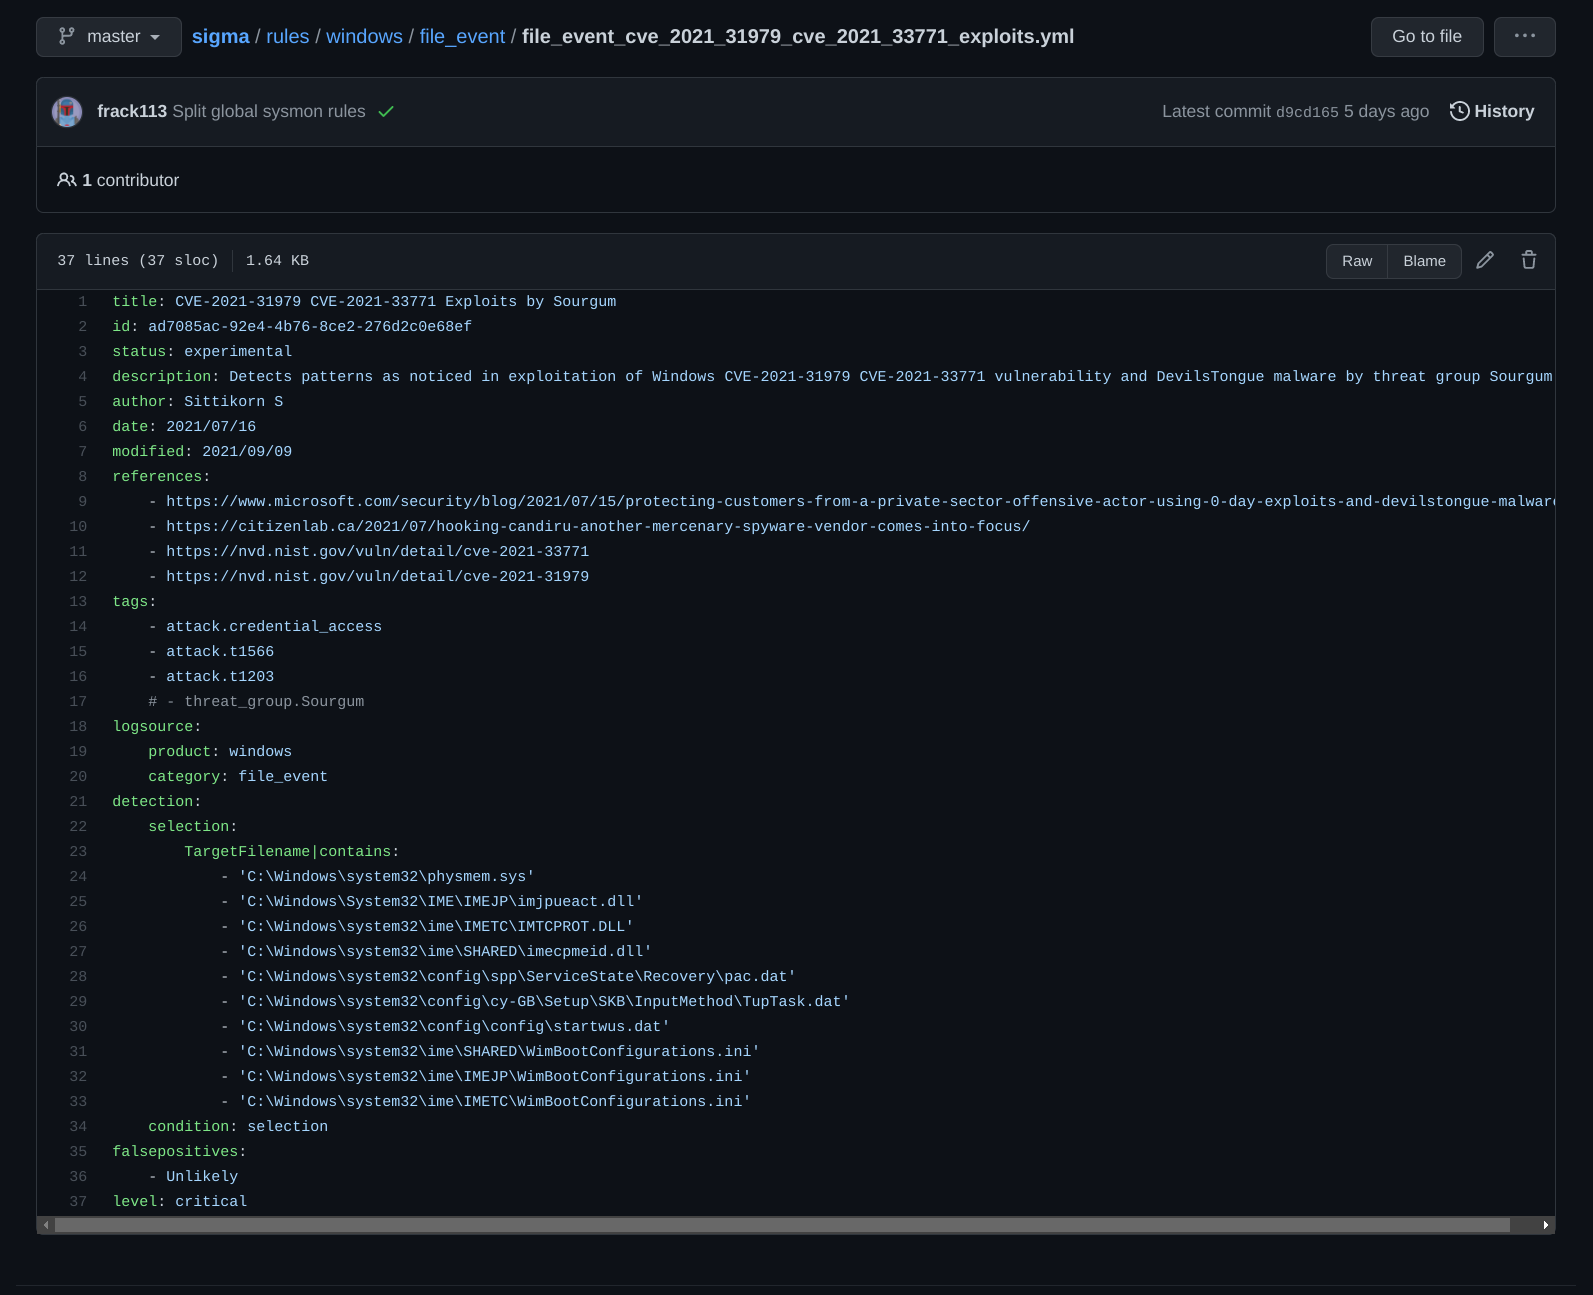 master sigma / rules / windows / file_event / file_event_cve_2021_31979_cve_2021_33771_exploits.yml Go to file ...
frack113 Split global sysmon rules Latest commit d9cd165 5 days ago History
1 contributor
37 lines (37 sloc) 1.64 KB Raw Blame
1 title: CVE-2021-31979 CVE-2021-33771 Exploits by Sourgum
2 id: ad7085ac-92e4-4b76-8ce2-276d2c0e68ef
3 status: experimental
4 description: Detects patterns as noticed in exploitation of Windows CVE-2021-31979 CVE-2021-33771 vulnerability and DevilsTongue malware by threat group Sourgum
5 author: Sittikorn S
6 date: 2021/07/16
7 modified: 2021/09/09
8 references:
9 - https://www.microsoft.com/security/blog/2021/07/15/protecting-customers-from-a-private-sector-offensive-actor-using-0-day-exploits-and-devilstongue-malware
10 - https://citizenlab.ca/2021/07/hooking-candiru-another-mercenary-spyware-vendor-comes-into-focus/
11 - https://nvd.nist.gov/vuln/detail/cve-2021-33771
12 - https://nvd.nist.gov/vuln/detail/cve-2021-31979
13 tags:
14 - attack.credential_access
15 - attack.t1566
16 - attack.t1203
17 # - threat_group.Sourgum
18 logsource:
19 product: windows
20 category: file_event
21 detection:
22 selection:
23 TargetFilename|contains:
24 - 'C:\Windows\system32\physmem.sys'
25 - 'C:\Windows\System32\IME\IMEJP\imjpueact.dll'
26 - 'C:\Windows\system32\ime\IMETC\IMTCPROT.DLL'
27 - 'C:\Windows\system32\ime\SHARED\imecpmeid.dll'
28 - 'C:\Windows\system32\config\spp\ServiceState\Recovery\pac.dat'
29 - 'C:\Windows\system32\config\cy-GB\Setup\SKB\InputMethod\TupTask.dat'
30 - 'C:\Windows\system32\config\config\startwus.dat'
31 - 'C:\Windows\system32\ime\SHARED\WimBootConfigurations.ini'
32 - 'C:\Windows\system32\ime\IMEJP\WimBootConfigurations.ini'
33 - 'C:\Windows\system32\ime\IMETC\WimBootConfigurations.ini'
34 condition: selection
35 falsepositives:
36 - Unlikely
37 level: critical